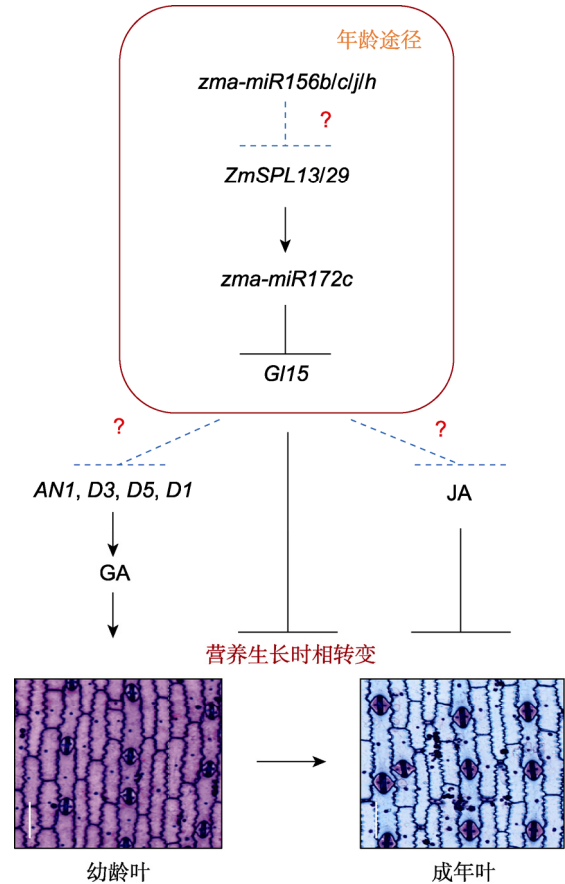 年龄途径
zma-miR156b/c/j/h
?
ZmSPL13/29
zma-miR172c
Gl15
? ?
AN1, D3, D5, D1 JA
GA
营养生长时相转变
幼龄叶 成年叶